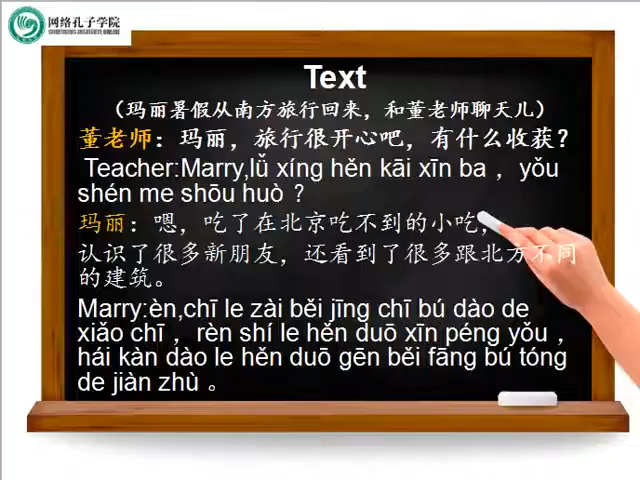 网络孔子学院
CONFUCIUS INSTITUTE ONLINE
Text
（玛丽暑假从南方旅行回来，和董老师聊天儿）
董老师：玛丽，旅行很开心吧，有什么收获？
Teacher:Marry,lǚ xíng hěn kāi xīn ba ，yǒu
shén me shōu huò ？
玛丽：嗯，吃了在北京吃不到的小吃，
认识了很多新朋友，还看到了很多跟北方不同
的建筑。
Marry:èn,chī le zài běi jīng chī bú dào de
xiǎo chī ，rèn shí le hěn duō xīn péng yǒu ，
hái kàn dào le hěn duō gēn běi fāng bú tóng
de jiàn zhù 。